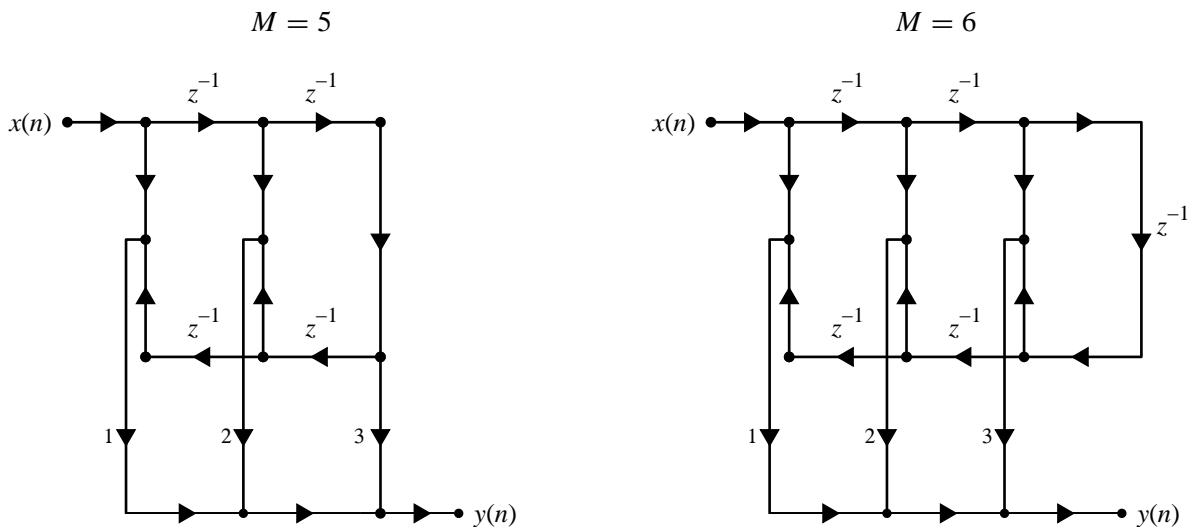 M = 5
z⁻¹ z⁻¹
x(n)
z⁻¹ z⁻¹
1 2 3
y(n)
M = 6
z⁻¹ z⁻¹
x(n)
z⁻¹
z⁻¹ z⁻¹
1 2 3
y(n)